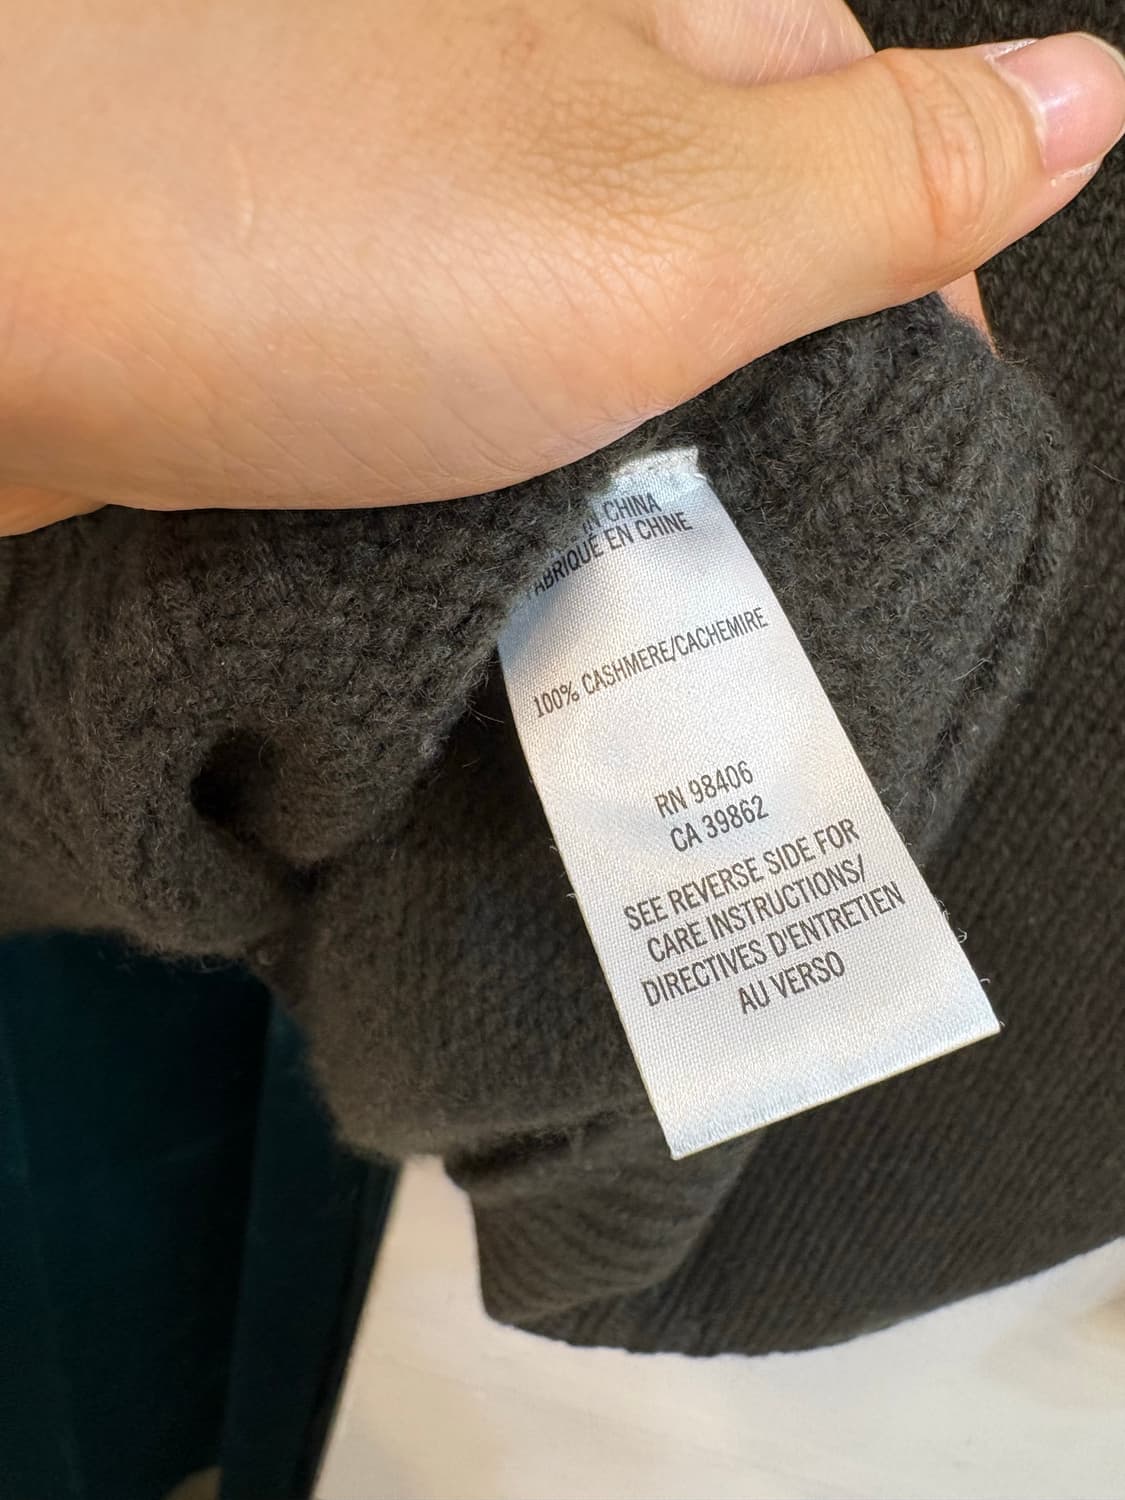 IN CHINA
FABRIQUÉ EN CHINE
100% CASHMERE/CACHEMIRE
RN 98406
CA 39862
SEE REVERSE SIDE FOR
CARE INSTRUCTIONS/
DIRECTIVES D'ENTRETIEN
AU VERSO